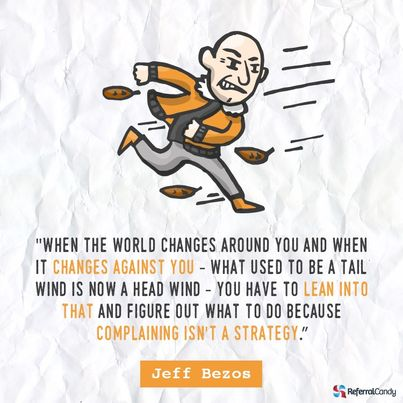 "WHEN THE WORLD CHANGES AROUND YOU AND WHEN
IT CHANGES AGAINST YOU - WHAT USED TO BE A TAIL
WIND IS NOW A HEAD WIND - YOU HAVE TO LEAN INTO
THAT AND FIGURE OUT WHAT TO DO BECAUSE
COMPLAINING ISN'T A STRATEGY.”
Jeff Bezos
ReferralCandy